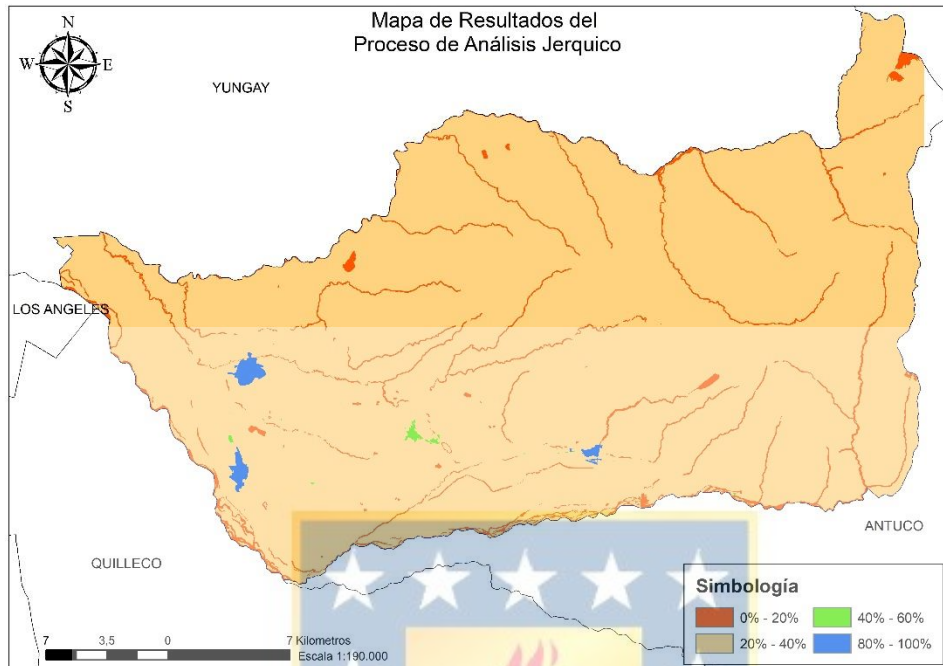 Mapa de Resultados del
Proceso de Análisis Jerquico
N
W E
S
YUNGAY
LOS ANGELES
ANTUCO
QUILLECO
Simbología
0% - 20%
40% - 60%
20% - 40%
80% - 100%
7 3.5 0 7 Kilometros
Escala 1:190.000